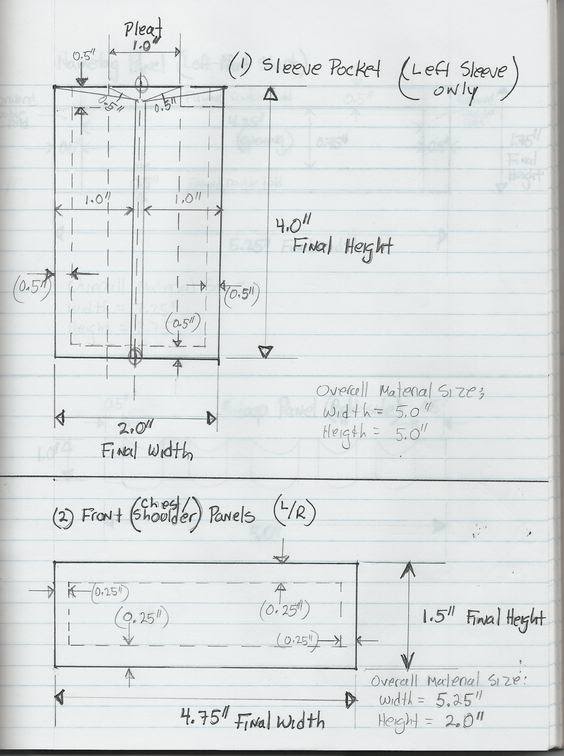 Pleat
1.0"
0.5"
(1) Sleeve Pocket (Left Sleeve only)
0.5"
0.5"
1.0"
1.0"
4.0"
Final Height
(0.5")
(0.5")
(0.5")
2.0"
Final Width
Overall Material Size:
Width = 5.0"
Heigth = 5.0"
(2) Front (Chest/Shoulder) Panels (L/R)
(0.25")
(0.25")
(0.25")
(0.25")
1.5" Final Height
4.75" Final Width
Overall Material Size:
Width = 5.25"
Height = 2.0"